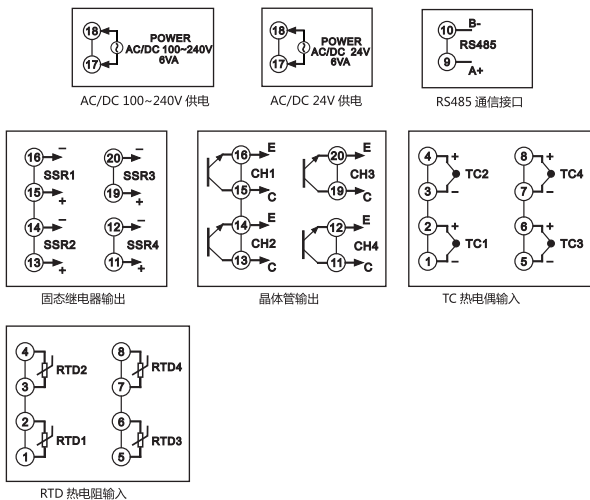 18
POWER
AC/DC 100~240V
6VA
17
AC/DC 100~240V 供电
18
POWER
AC/DC 24V
6VA
17
AC/DC 24V 供电
10 B-
RS485
9 A+
RS485 通信接口
16 −
SSR1
15 +
14 −
SSR2
13 +
20 −
SSR3
19 +
12 −
SSR4
11 +
固态继电器输出
16 E
CH1
15 C
14 E
CH2
13 C
20 E
CH3
19 C
12 E
CH4
11 C
晶体管输出
4 +
TC2
3 −
2 +
TC1
1 −
8 +
TC4
7 −
6 +
TC3
5 −
TC 热电偶输入
4
RTD2
3
2
RTD1
1
8
RTD4
7
6
RTD3
5
RTD 热电阻输入